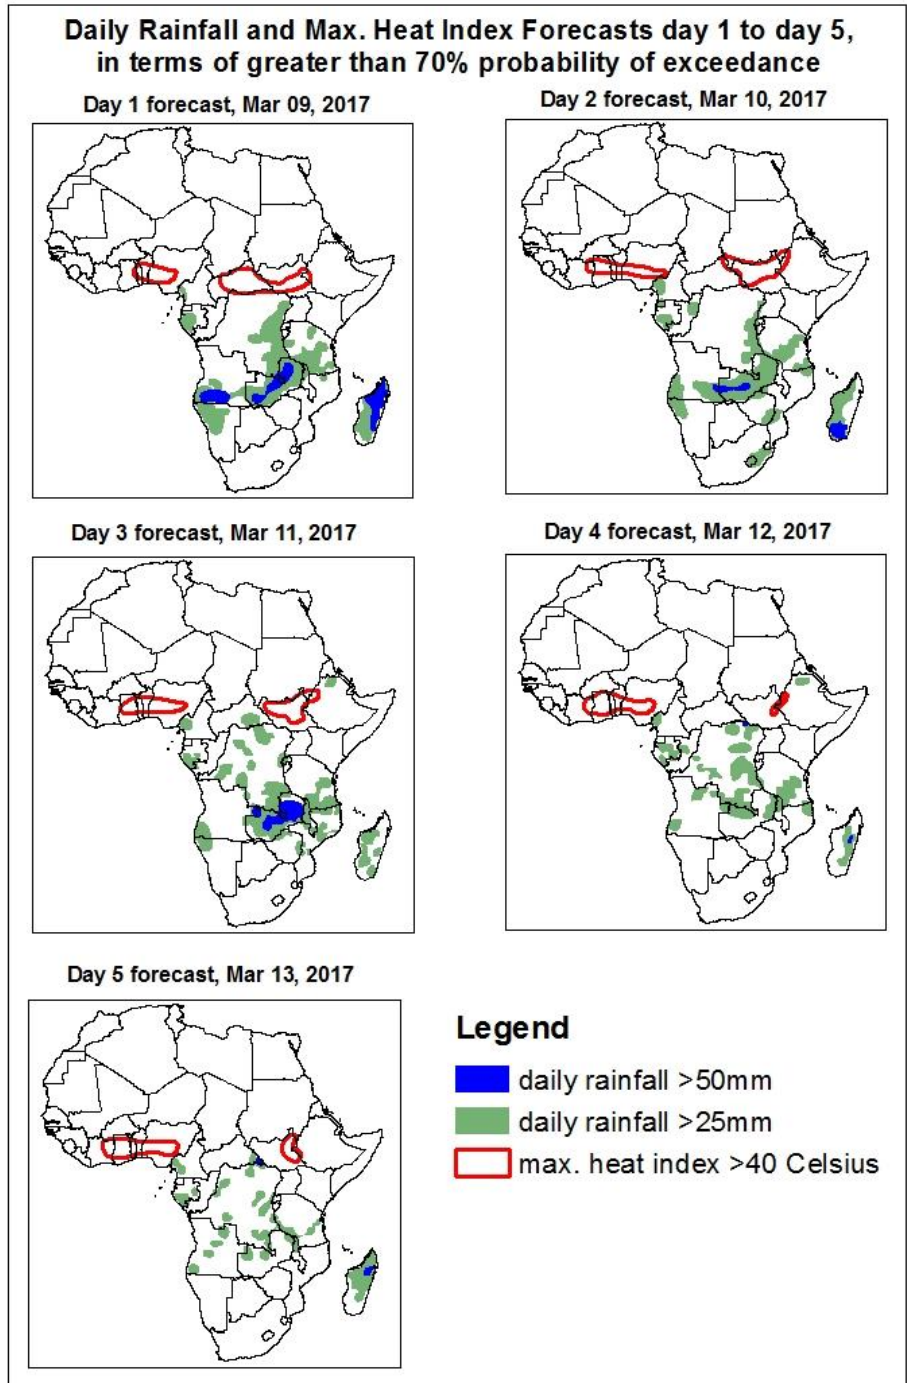 Daily Rainfall and Max. Heat Index Forecasts day 1 to day 5,
in terms of greater than 70% probability of exceedance
Day 1 forecast, Mar 09, 2017
Day 2 forecast, Mar 10, 2017
Day 3 forecast, Mar 11, 2017
Day 4 forecast, Mar 12, 2017
Day 5 forecast, Mar 13, 2017
Legend
daily rainfall >50mm
daily rainfall >25mm
max. heat index >40 Celsius